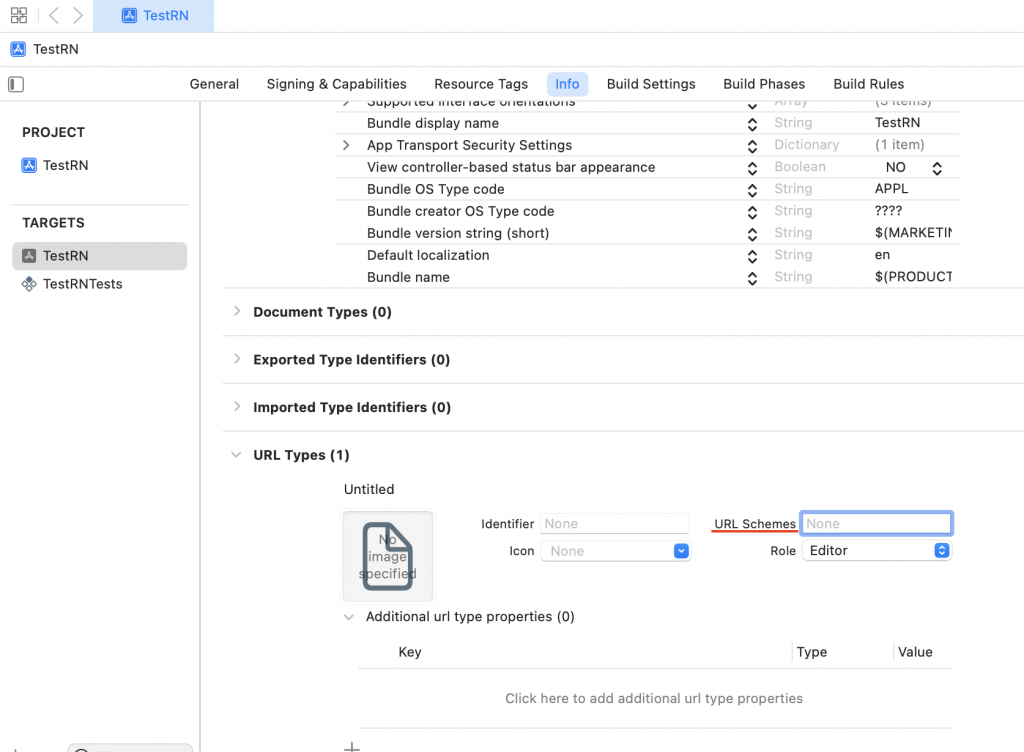 TestRN
TestRN
General Signing & Capabilities Resource Tags Info Build Settings Build Phases Build Rules
PROJECT
TestRN
TARGETS
TestRN
TestRNTests
Supported interface orientations Array (3 items)
Bundle display name String TestRN
App Transport Security Settings Dictionary (1 item)
View controller-based status bar appearance Boolean NO
Bundle OS Type code String APPL
Bundle creator OS Type code String ????
Bundle version string (short) String $(MARKETIN
Default localization String en
Bundle name String $(PRODUCT
Document Types (0)
Exported Type Identifiers (0)
Imported Type Identifiers (0)
URL Types (1)
Untitled
No
image
specified
Identifier None URL Schemes None
Icon None Role Editor
Additional url type properties (0)
Key Type Value
Click here to add additional url type properties